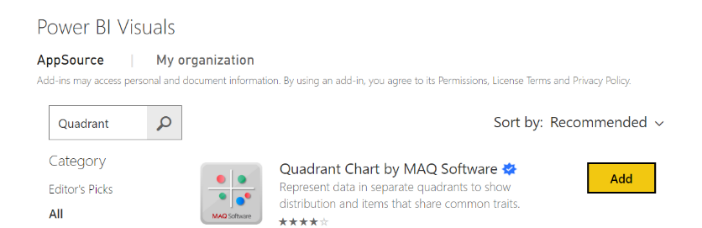 Power BI Visuals
AppSource | My organization
Add-ins may access personal and document information. By using an add-in, you agree to its Permissions, License Terms and Privacy Policy.
Quadrant
Sort by: Recommended
Category
Editor's Picks
All
MAQ Software
Quadrant Chart by MAQ Software
Represent data in separate quadrants to show
distribution and items that share common traits.
Add